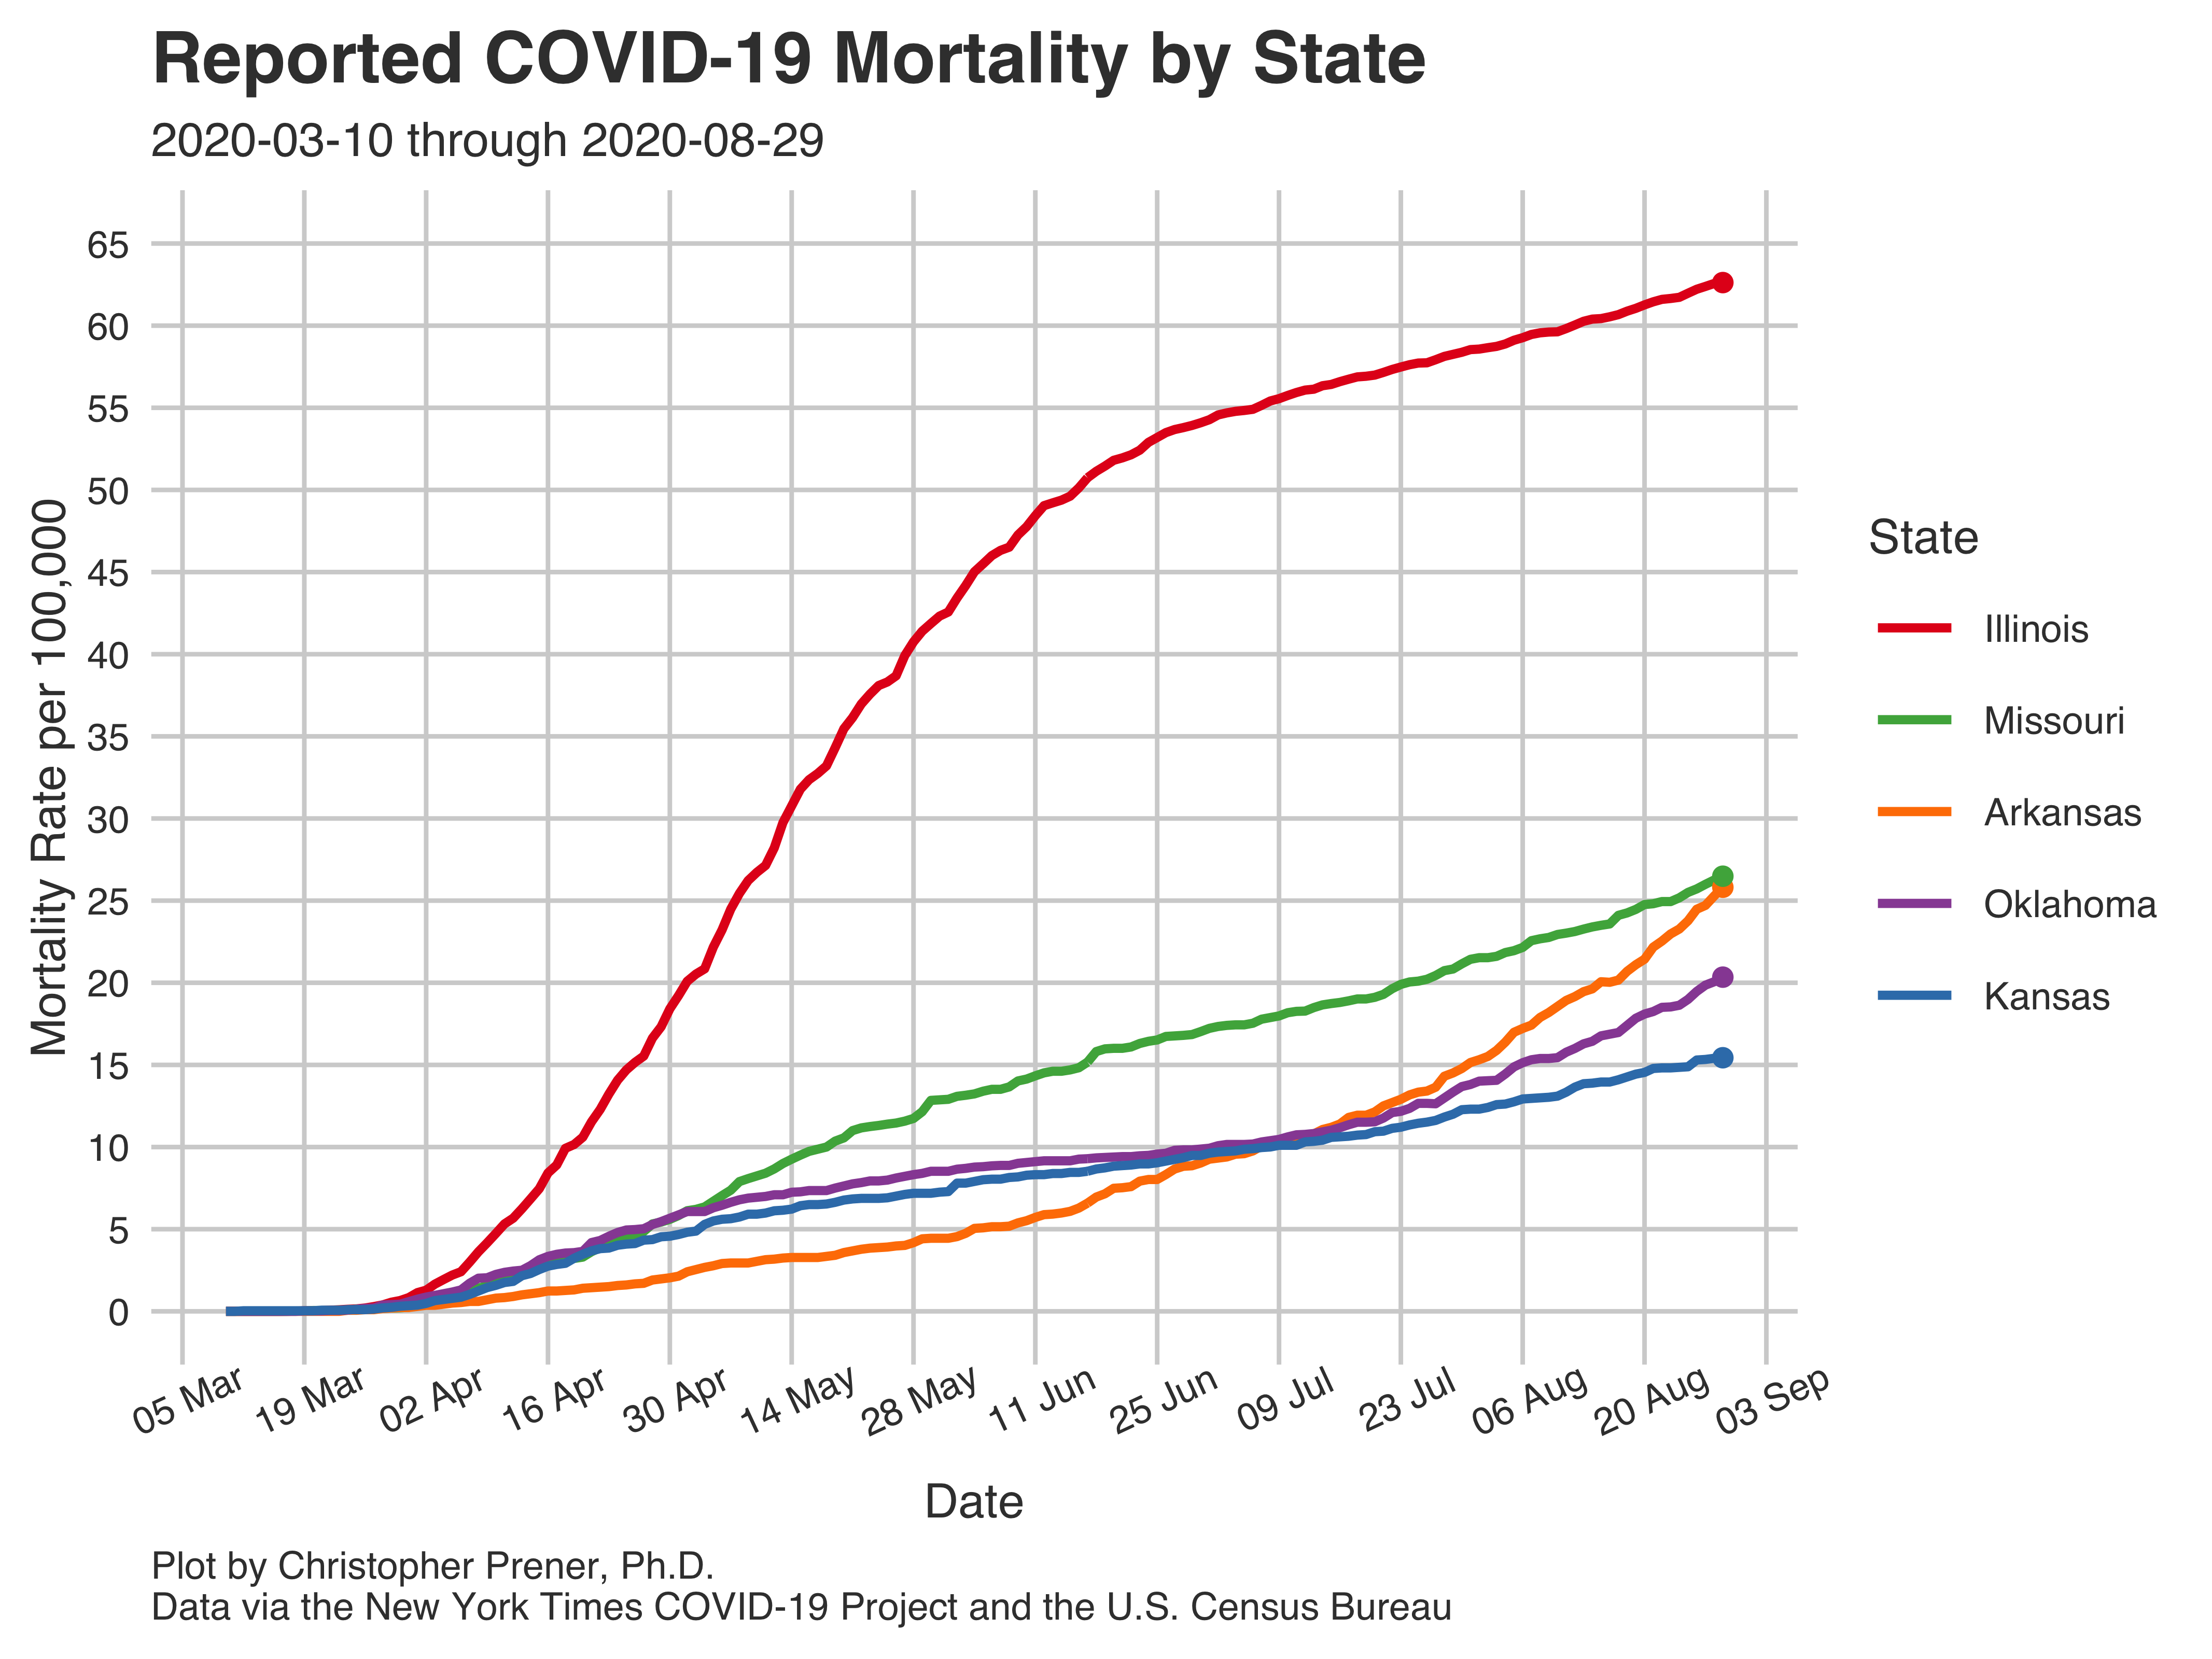 Reported COVID-19 Mortality by State
2020-03-10 through 2020-08-29
Mortality Rate per 100,000
65
60
55
50
45
40
35
30
25
20
15
10
5
0
05 Mar
19 Mar
02 Apr
16 Apr
30 Apr
14 May
28 May
11 Jun
25 Jun
09 Jul
23 Jul
06 Aug
20 Aug
03 Sep
Date
State
Illinois
Missouri
Arkansas
Oklahoma
Kansas
Plot by Christopher Prener, Ph.D.
Data via the New York Times COVID-19 Project and the U.S. Census Bureau